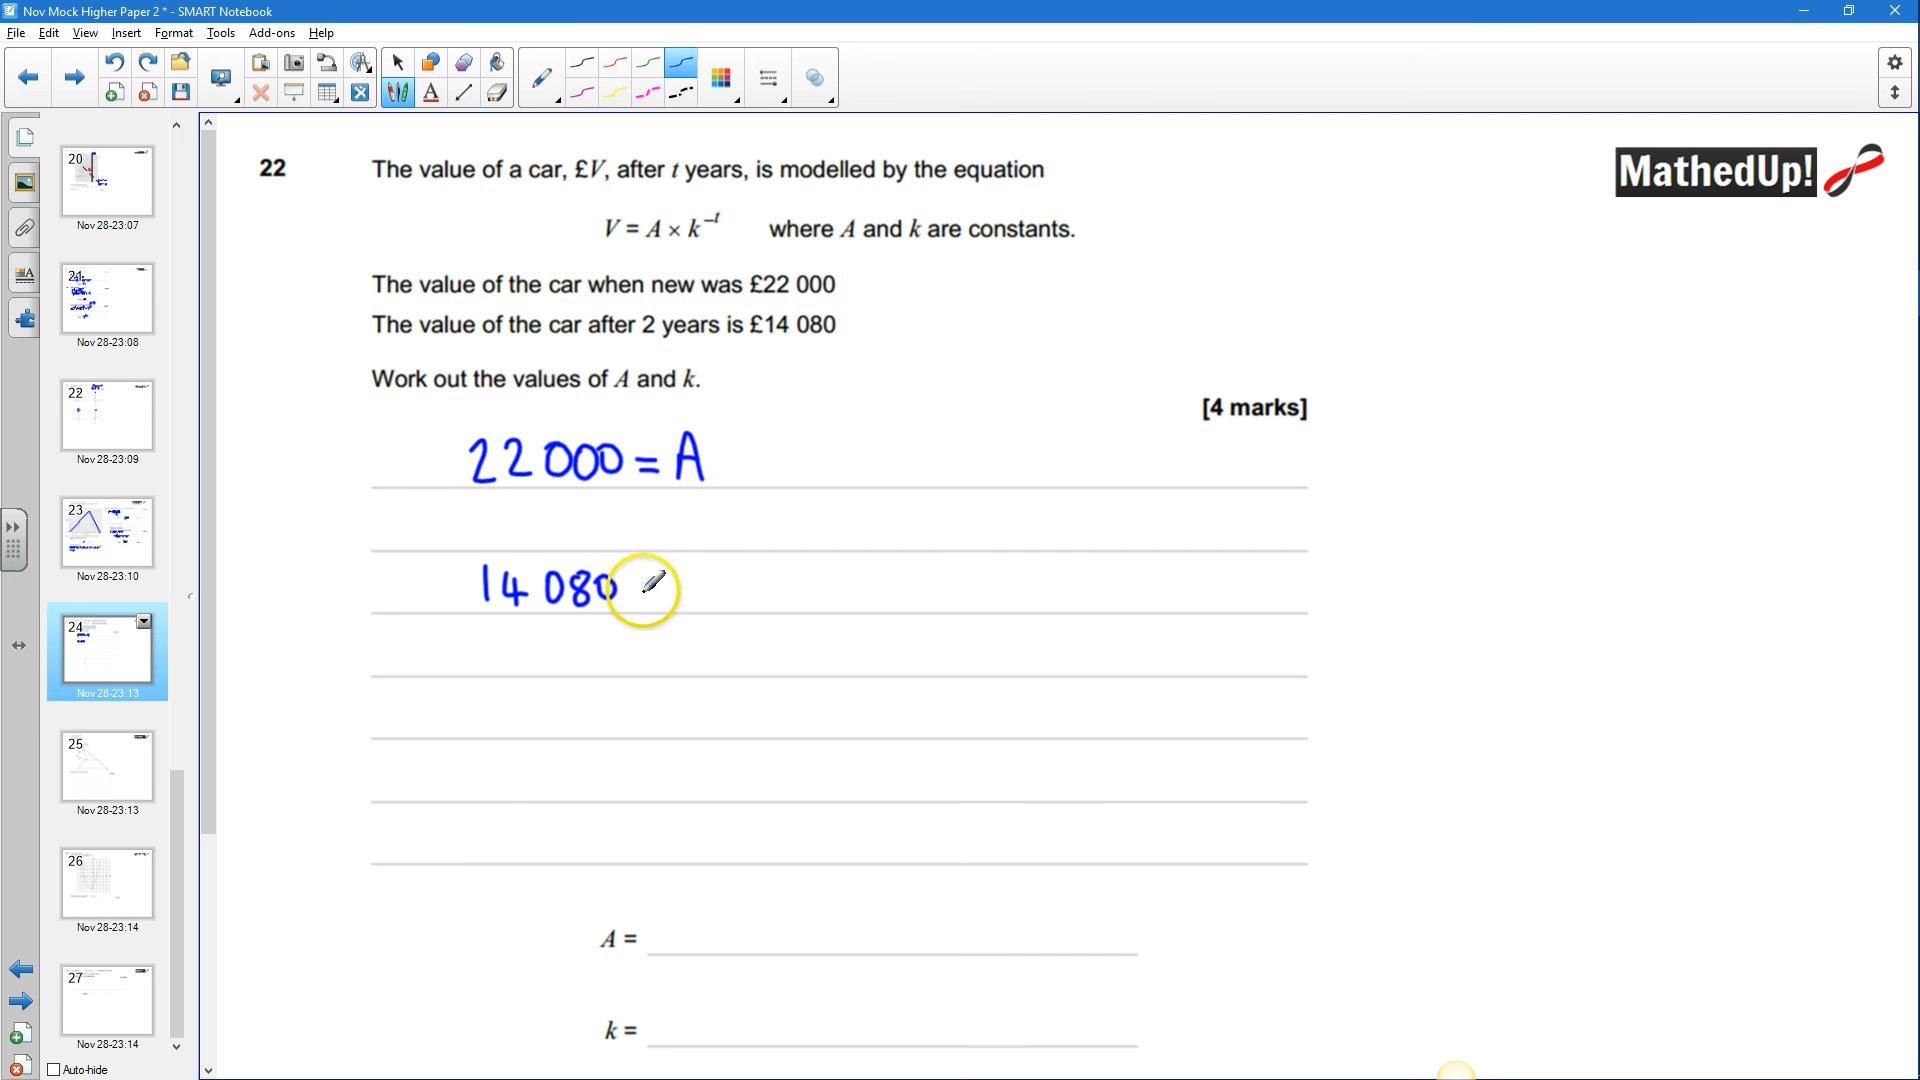 Nov Mock Higher Paper 2 * - SMART Notebook
File Edit View Insert Format Tools Add-ons Help
20
Nov 28-23:07
21
Nov 28-23:08
22
Nov 28-23:09
23
Nov 28-23:10
24
Nov 28-23:13
25
Nov 28-23:13
26
Nov 28-23:14
27
Nov 28-23:14
Auto-hide
MathedUp!
22 The value of a car, £V, after t years, is modelled by the equation
V = A × k⁻ᵗ where A and k are constants.
The value of the car when new was £22 000
The value of the car after 2 years is £14 080
Work out the values of A and k.
[4 marks]
22 000 = A
14 080
A =
k =